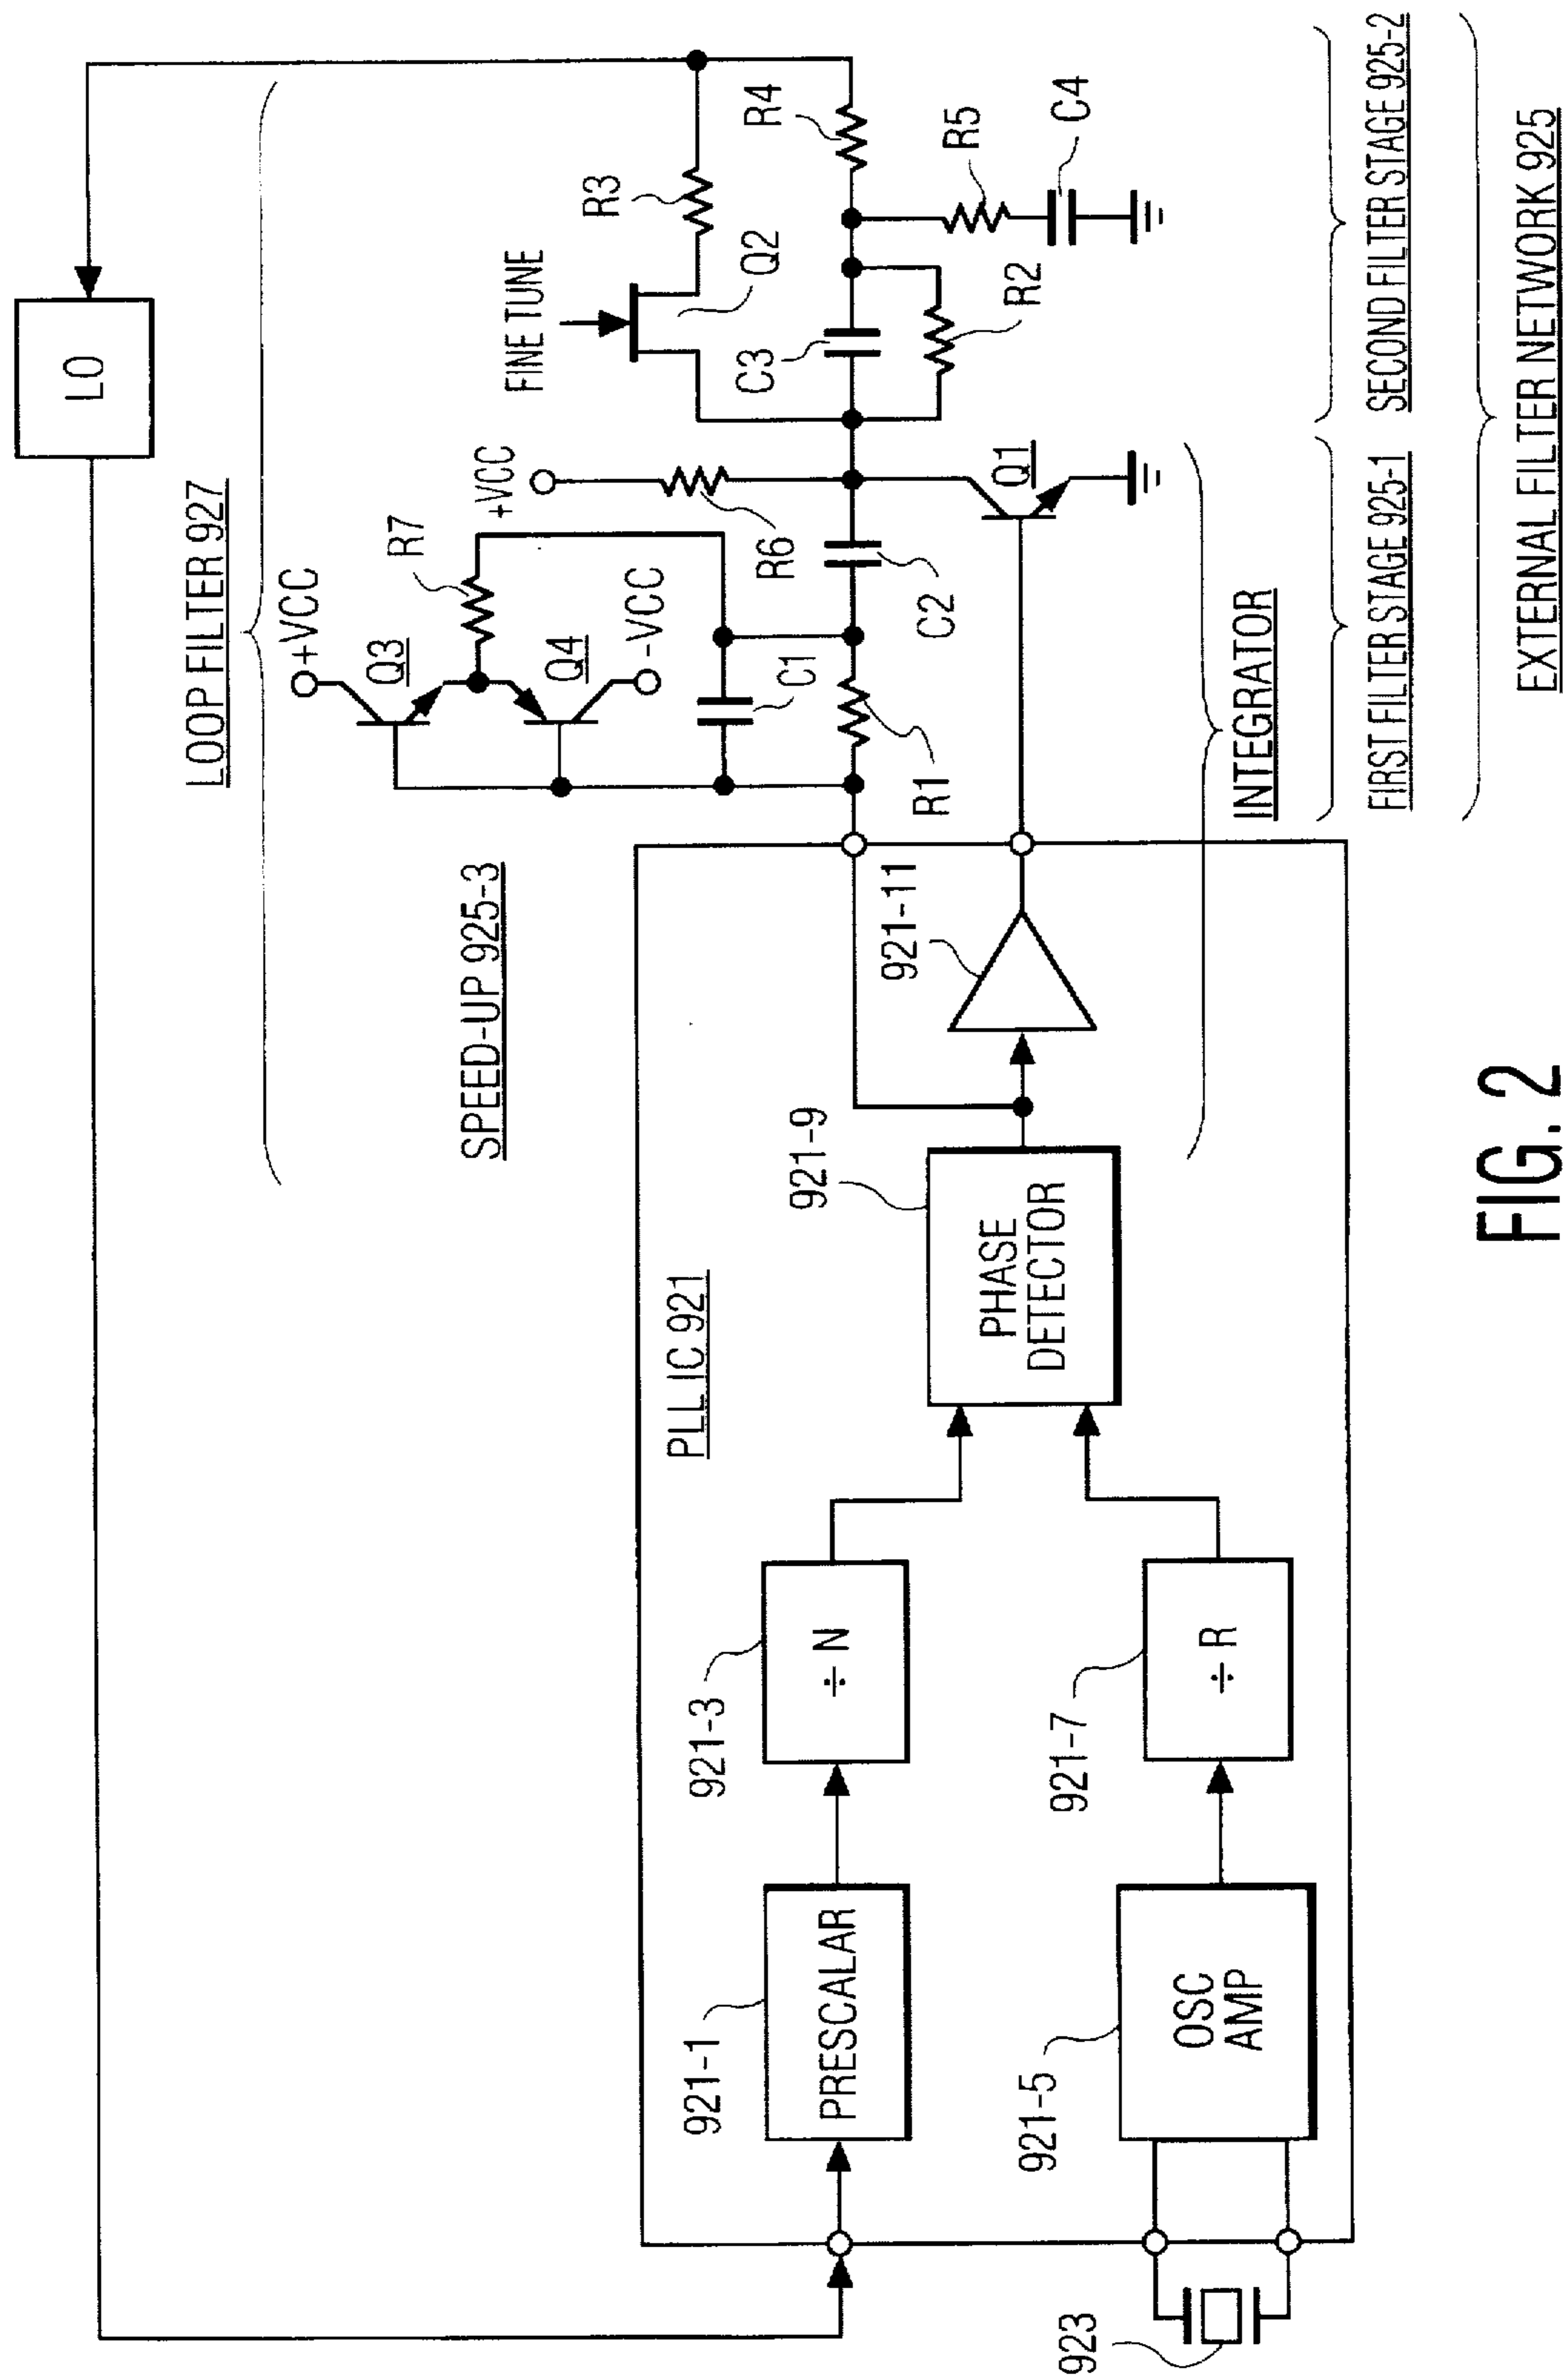 LO
LOOP FILTER 927
SPEED-UP 925-3
+VCC
Q3
R7
Q4
-VCC
+VCC
R6
C1
C2
R1
FINE TUNE
R3
Q2
R4
C3
R2
R5
C4
Q1
PLL IC 921
921-1
PRESCALAR
921-3
÷ N
921-9
PHASE
DETECTOR
921-11
921-5
OSC
AMP
921-7
÷ R
923
INTEGRATOR
FIRST FILTER STAGE 925-1
SECOND FILTER STAGE 925-2
EXTERNAL FILTER NETWORK 925
FIG. 2